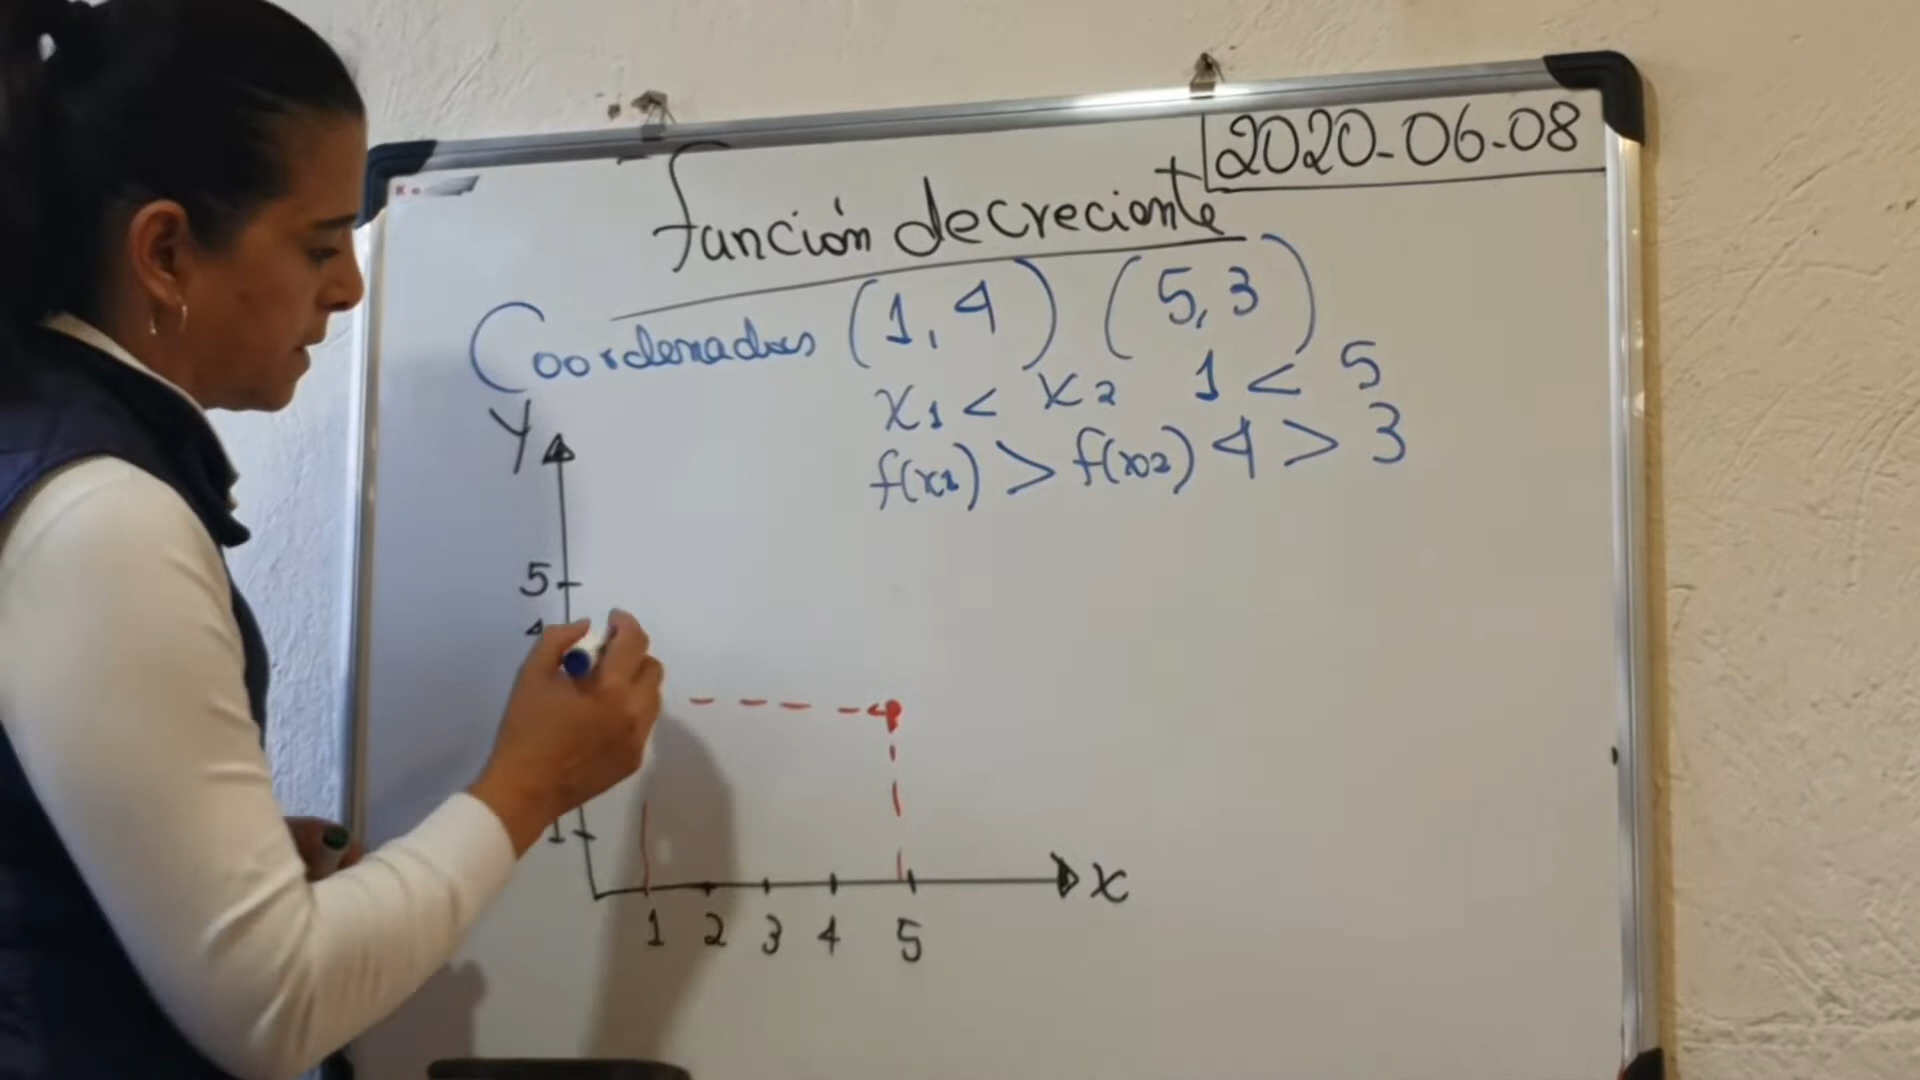 2020-06-08
función decreciente
Coordenadas (1,4) (5,3)
x1 < x2 1 < 5
f(x1) > f(x2) 4 > 3
Y
5
4
1
1 2 3 4 5
X